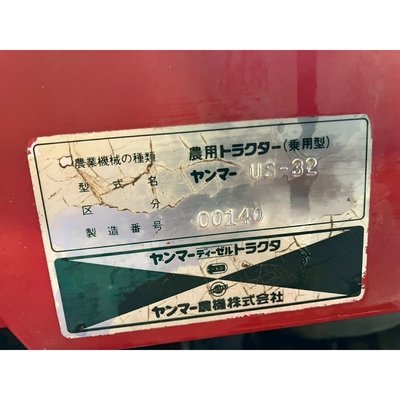 農業機械の種類 農用トラクター(乗用型)
型式名 ヤンマー US-32
区分
製造番号 00140
ヤンマーディーゼルトラクタ
ヤンマー農機株式会社